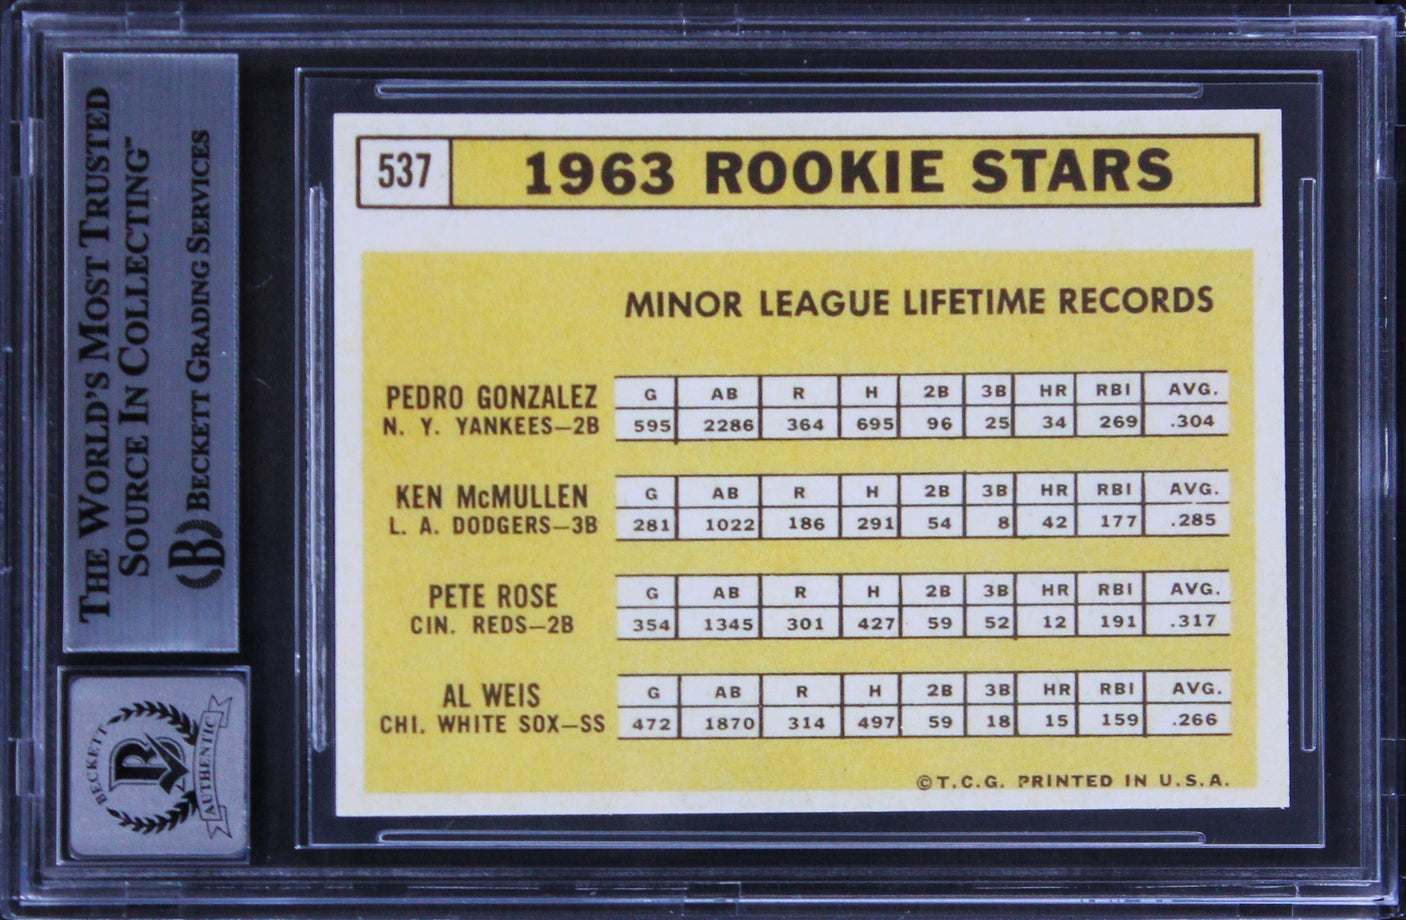 THE WORLD'S MOST TRUSTED
SOURCE IN COLLECTING™
BECKETT GRADING SERVICES
B
BECKETT
AUTHENTIC
537
1963 ROOKIE STARS
MINOR LEAGUE LIFETIME RECORDS
PEDRO GONZALEZ G AB R H 2B 3B HR RBI AVG.
N. Y. YANKEES—2B 595 2286 364 695 96 25 34 269 .304
KEN McMULLEN G AB R H 2B 3B HR RBI AVG.
L. A. DODGERS—3B 281 1022 186 291 54 8 42 177 .285
PETE ROSE G AB R H 2B 3B HR RBI AVG.
CIN. REDS—2B 354 1345 301 427 59 52 12 191 .317
AL WEIS G AB R H 2B 3B HR RBI AVG.
CHI. WHITE SOX—SS 472 1870 314 497 59 18 15 159 .266
©T.C.G. PRINTED IN U.S.A.